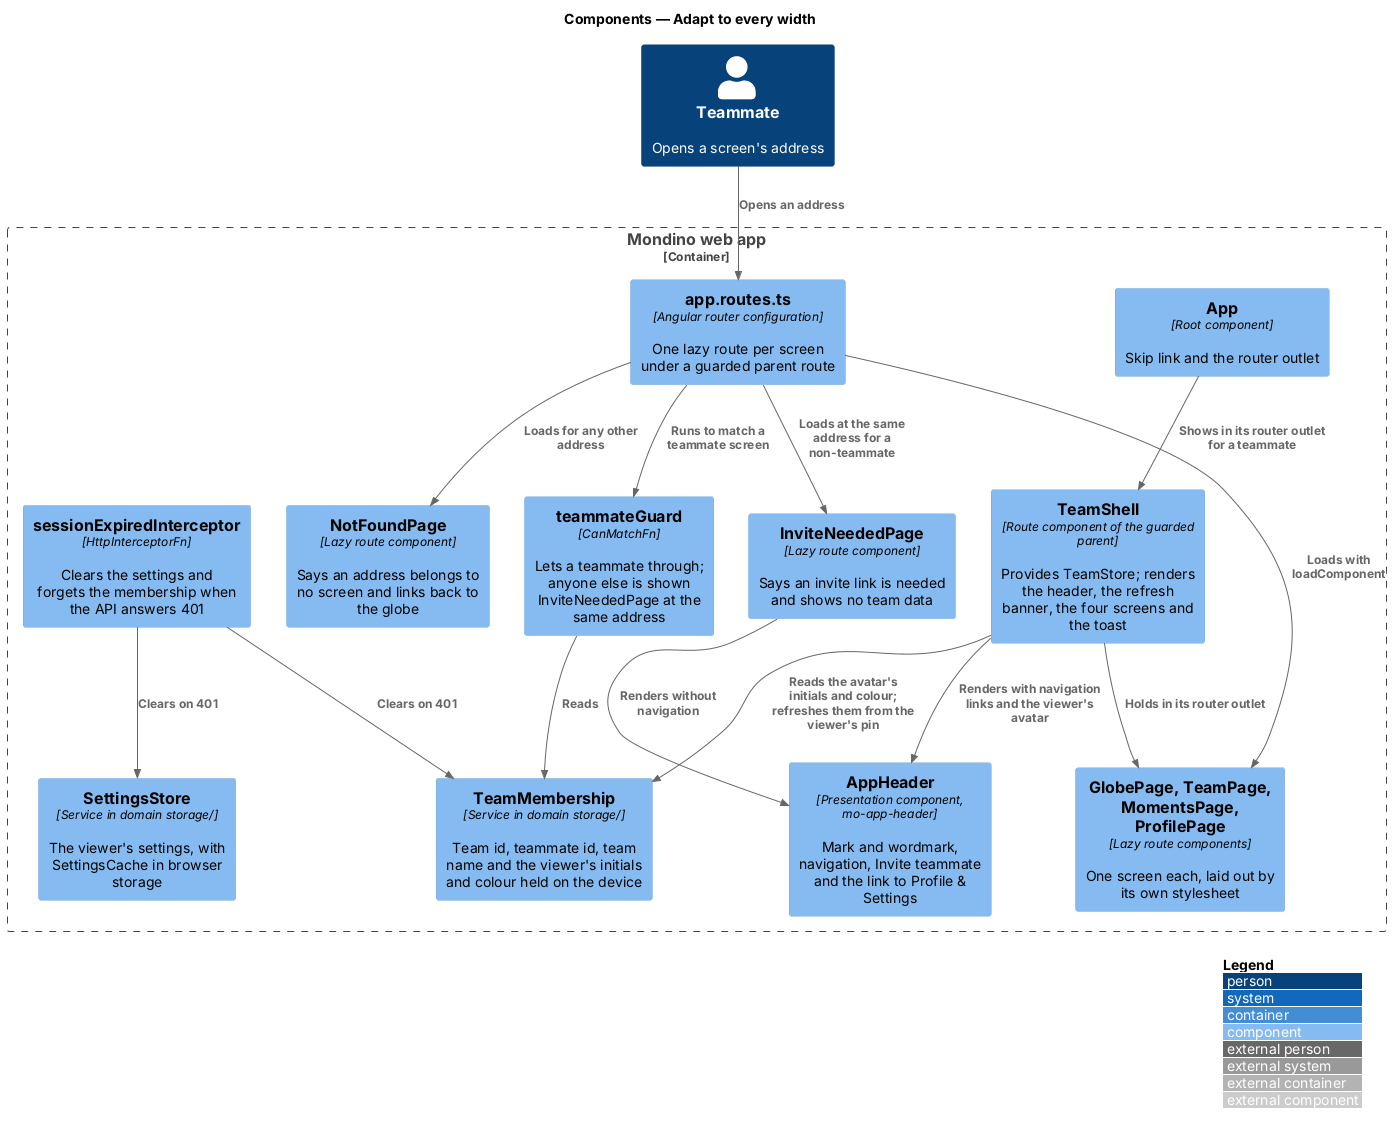 Components — Adapt to every width
Teammate
Opens a screen's address
Opens an address
Mondino web app
[Container]
app.routes.ts
[Angular router configuration]
One lazy route per screen
under a guarded parent route
App
[Root component]
Skip link and the router outlet
Loads for any other
address
Runs to match a
teammate screen
Loads at the same
address for a
non-teammate
Shows in its router outlet
for a teammate
Loads with
loadComponent
sessionExpiredInterceptor
[HttpInterceptorFn]
Clears the settings and
forgets the membership when
the API answers 401
NotFoundPage
[Lazy route component]
Says an address belongs to
no screen and links back to
the globe
teammateGuard
[CanMatchFn]
Lets a teammate through;
anyone else is shown
InviteNeededPage at the
same address
InviteNeededPage
[Lazy route component]
Says an invite link is needed
and shows no team data
TeamShell
[Route component of the guarded
parent]
Provides TeamStore; renders
the header, the refresh
banner, the four screens and
the toast
Clears on 401
Clears on 401
Reads
Renders without
navigation
Reads the avatar's
initials and colour;
refreshes them from the
viewer's pin
Renders with navigation
links and the viewer's
avatar
Holds in its router outlet
SettingsStore
[Service in domain storage/]
The viewer's settings, with
SettingsCache in browser
storage
TeamMembership
[Service in domain storage/]
Team id, teammate id, team
name and the viewer's initials
and colour held on the device
AppHeader
[Presentation component,
mo-app-header]
Mark and wordmark,
navigation, Invite teammate
and the link to Profile &
Settings
GlobePage, TeamPage,
MomentsPage,
ProfilePage
[Lazy route components]
One screen each, laid out by
its own stylesheet
Legend
person
system
container
component
external person
external system
external container
external component